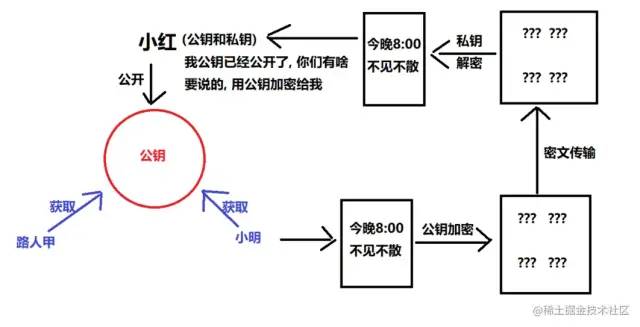 小红 (公钥和私钥)
我公钥已经公开了, 你们有啥
要说的, 用公钥加密给我
公开
公钥
获取
获取
路人甲
小明
今晚8:00
不见不散
公钥加密
??? ???
??? ???
密文传输
??? ???
??? ???
私钥
解密
今晚8:00
不见不散
@稀土掘金技术社区